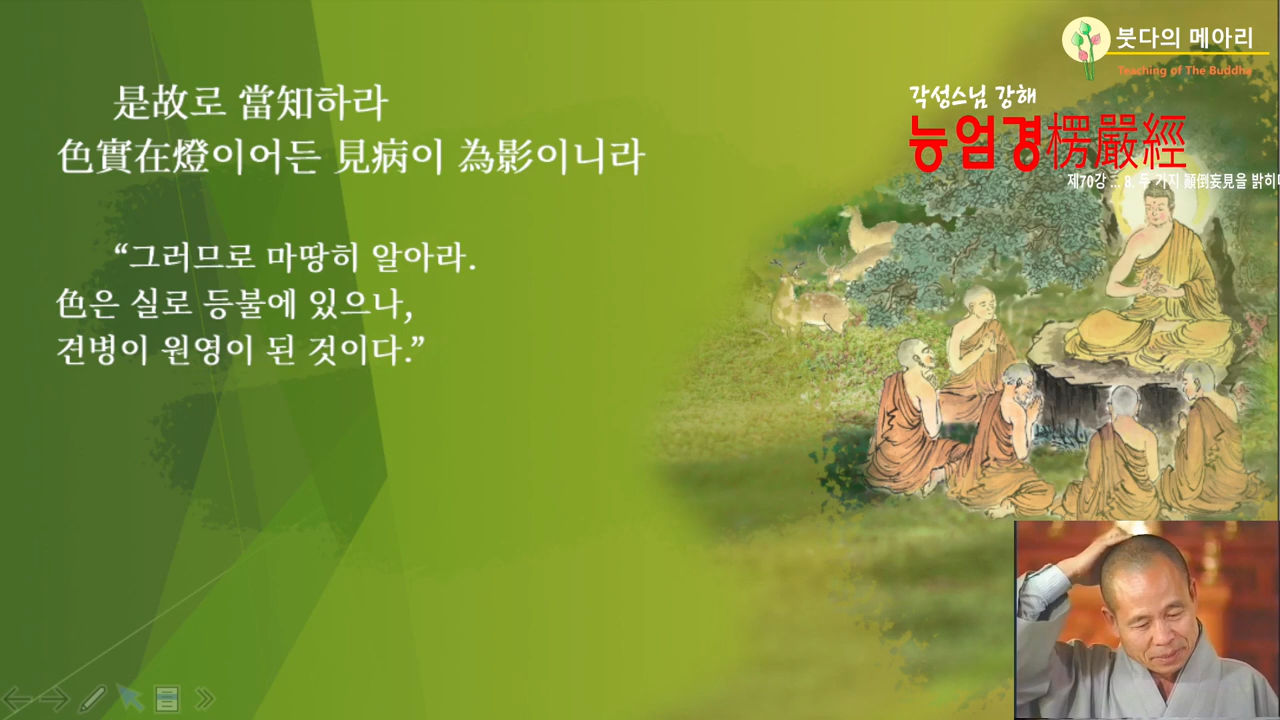 是故로 當知하라
色實在燈이어든 見病이 為影이니라
“그러므로 마땅히 알아라.
色은 실로 등불에 있으나,
견병이 원영이 된 것이다.”
붓다의 메아리
Teaching of The Buddha
각성스님 강해
능엄경楞嚴經
제70강 ... 8. 두 가지 顚倒妄見을 밝히